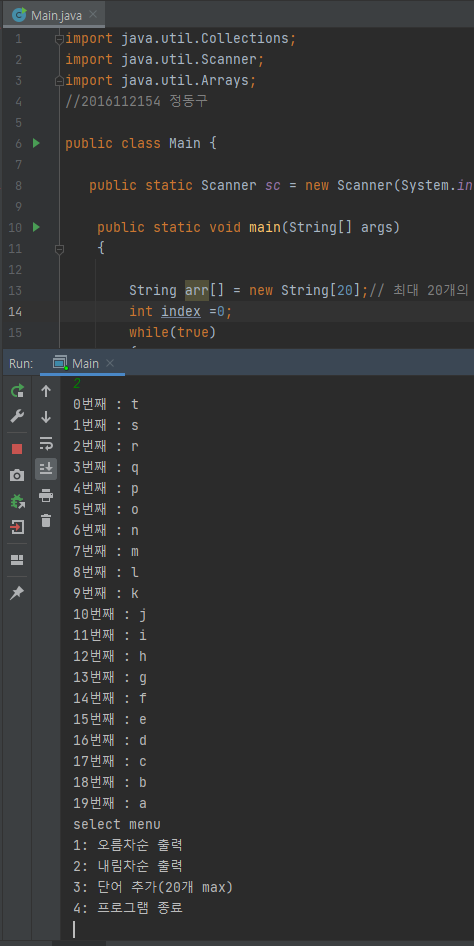 Main.java
1 import java.util.Collections;
2 import java.util.Scanner;
3 import java.util.Arrays;
4 //2016112154 정동구
5
6 public class Main {
7
8 public static Scanner sc = new Scanner(System.in
9
10 public static void main(String[] args)
11 {
12
13 String arr[] = new String[20];// 최대 20개의
14 int index =0;
15 while(true)
Run: Main
2
0번째 : t
1번째 : s
2번째 : r
3번째 : q
4번째 : p
5번째 : o
6번째 : n
7번째 : m
8번째 : l
9번째 : k
10번째 : j
11번째 : i
12번째 : h
13번째 : g
14번째 : f
15번째 : e
16번째 : d
17번째 : c
18번째 : b
19번째 : a
select menu
1: 오름차순 출력
2: 내림차순 출력
3: 단어 추가(20개 max)
4: 프로그램 종료